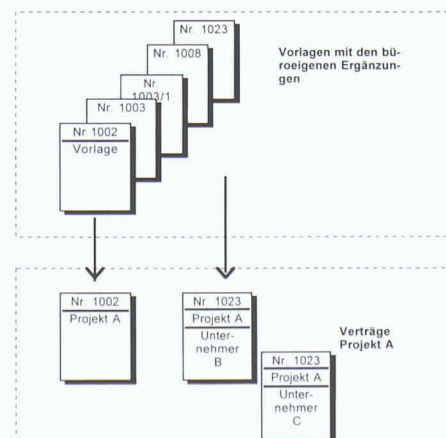 Nr. 1023
Nr. 1008
Nr.
1003/1
Nr. 1003
Nr. 1002
Vorlage
Vorlagen mit den bü-
roeigenen Ergänzun-
gen
Nr. 1002
Projekt A
Nr. 1023
Projekt A
Unter-
nehmer
B
Verträge
Projekt A
Nr. 1023
Projekt A
Unter-
nehmer
C